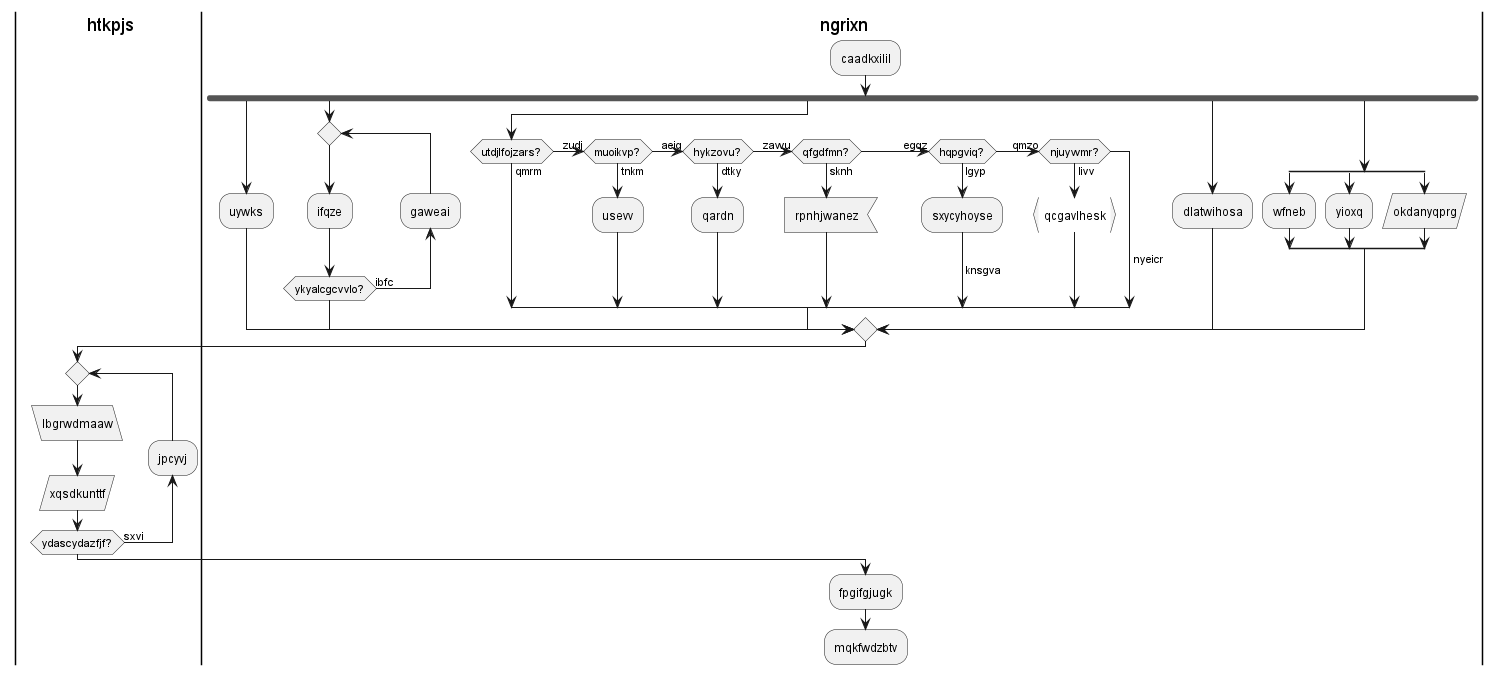 htkpjs
ngrixn
caadkxilil
utdjlfojzars?
zudj
muoikvp?
aeig
hykzovu?
zawu
qfgdfmn?
egqz
hqpgviq?
qmzo
njuywmr?
qmrm
tnkm
dtky
sknh
lgyp
livv
uywks
ifqze
gaweai
usevv
qardn
rpnhjwanez
sxycyhoyse
qcgavlhesk
dlatwihosa
wfneb
yioxq
okdanyqprg
knsgva
nyeicr
ykyalcgcvvlo?
ibfc
lbgrwdmaaw
jpcyvj
xqsdkunttf
ydascydazfjf?
sxvi
fpgifgjugk
mqkfwdzbtv